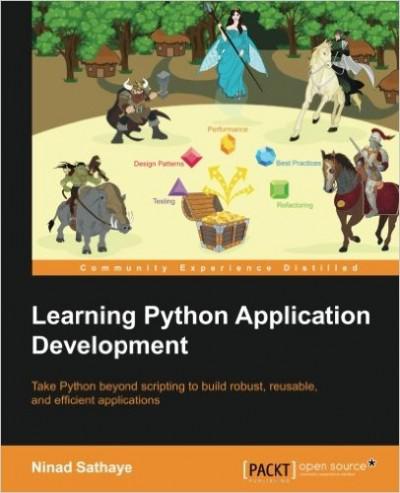 Performance
Design Patterns
Best Practices
Testing
Refactoring
Community Experience Distilled
Learning Python Application
Development
Take Python beyond scripting to build robust, reusable,
and efficient applications
Ninad Sathaye
[PACKT] open source*
PUBLISHING